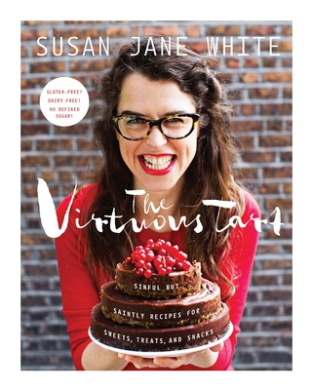 SUSAN JANE WHITE
GLUTEN-FREE!
DAIRY-FREE!
NO REFINED
SUGAR!
The
Virtuous Tart
SINFUL BUT
SAINTLY RECIPES FOR
SWEETS, TREATS, AND SNACKS